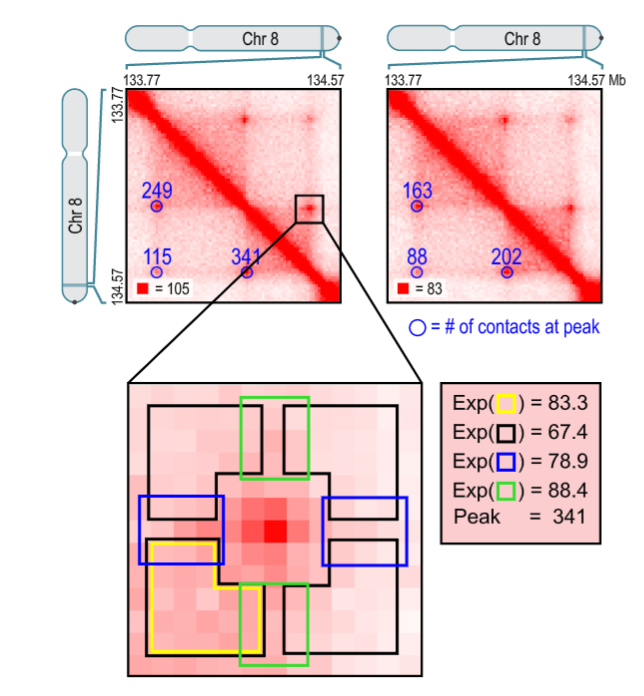 Chr 8
Chr 8
133.77 134.57
133.77 134.57 Mb
133.77
Chr 8
134.57
249
115
341
= 105
163
88
202
= 83
= # of contacts at peak
Exp( ) = 83.3
Exp( ) = 67.4
Exp( ) = 78.9
Exp( ) = 88.4
Peak = 341